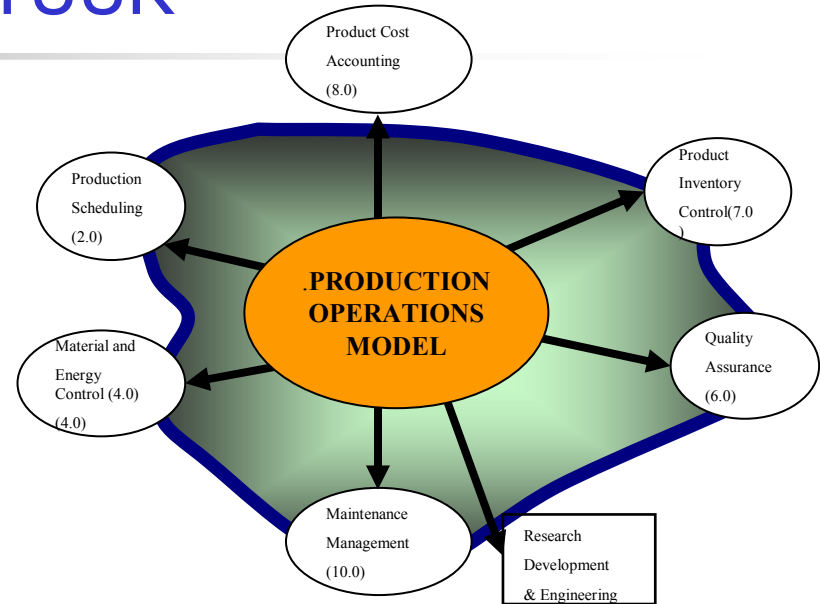 Product Cost
Accounting
(8.0)
Production
Scheduling
(2.0)
Product
Inventory
Control(7.0
)
.PRODUCTION
OPERATIONS
MODEL
Material and
Energy
Control (4.0)
(4.0)
Quality
Assurance
(6.0)
Maintenance
Management
(10.0)
Research
Development
& Engineering